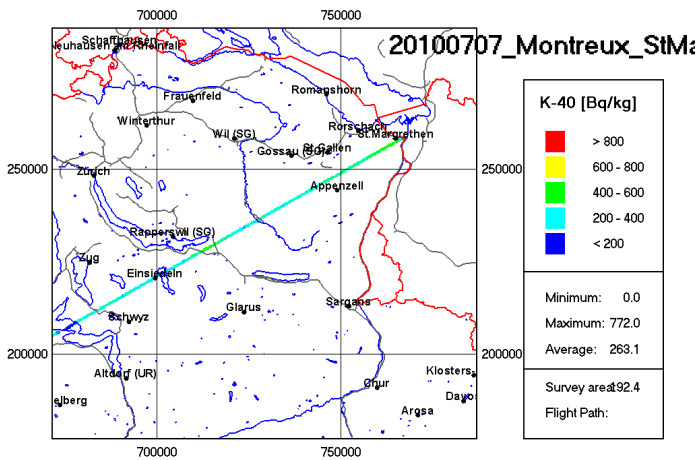 700000 750000
20100707_Montreux_StMa
Schaffhausen
Neuhausen am Rheinfall
Romanshorn
Frauenfeld
Winterthur
Rorschach
Wil (SG)
St.Margrethen
St.Gallen
Gossau (SG)
250000 250000
Zürich
Appenzell
Rapperswil (SG)
Zug
Einsiedeln
Sargans
Glarus
Schwyz
200000 200000
Altdorf (UR)
Klosters
Chur
Davos
elberg
Arosa
700000 750000
K-40 [Bq/kg]
> 800
600 - 800
400 - 600
200 - 400
< 200
Minimum: 0.0
Maximum: 772.0
Average: 263.1
Survey area:192.4
Flight Path: